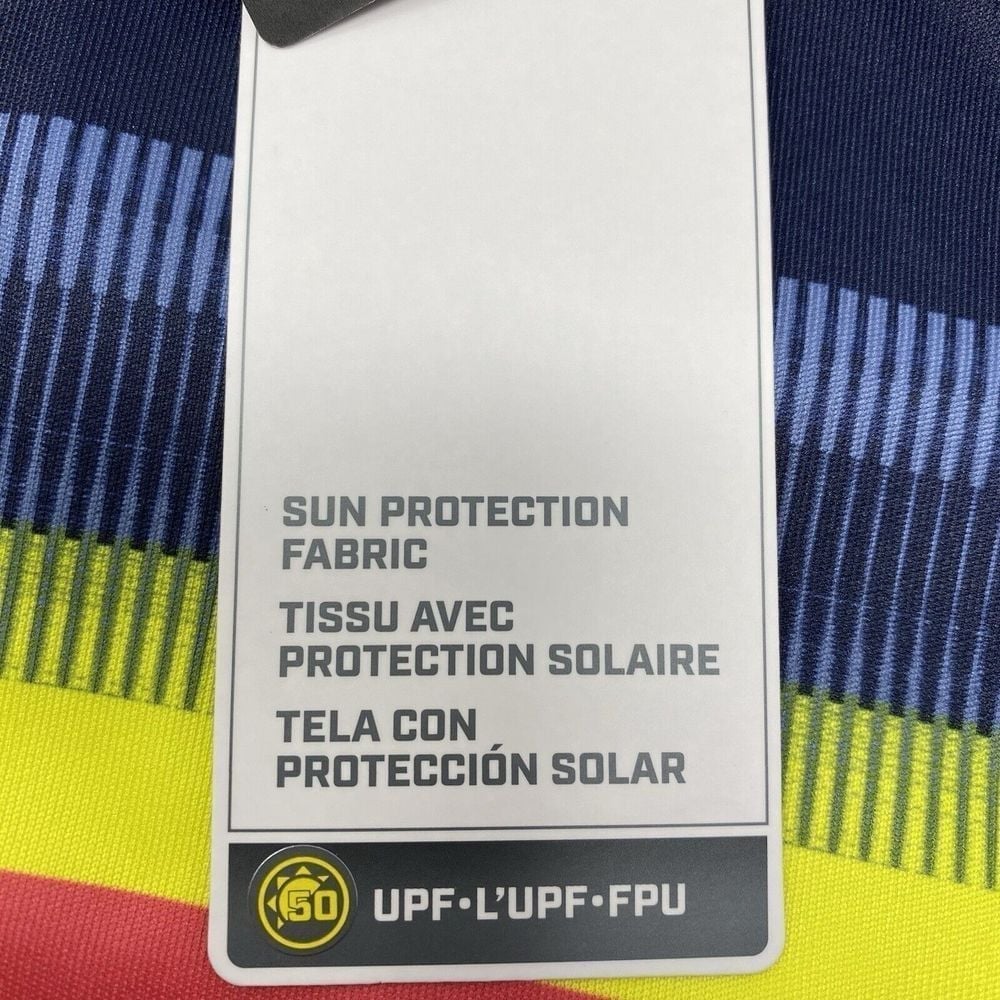 SUN PROTECTION
FABRIC
TISSU AVEC
PROTECTION SOLAIRE
TELA CON
PROTECCIÓN SOLAR
50 UPF•L'UPF•FPU